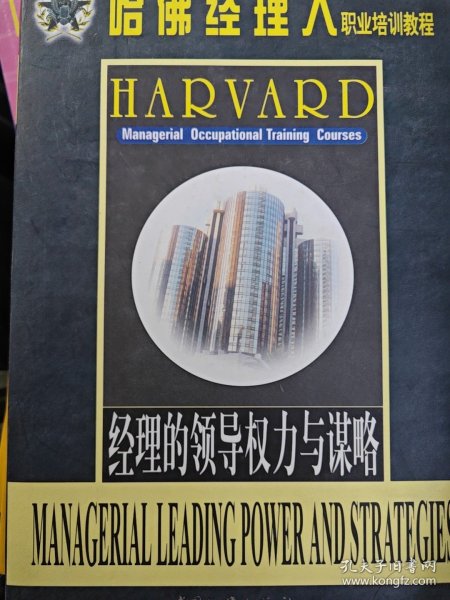 哈佛经理人职业培训教程
HARVARD
Managerial Occupational Training Courses
经理的领导权力与谋略
MANAGERIAL LEADING POWER AND STRATEGIES
孔夫子旧书网
www.kongfz.com